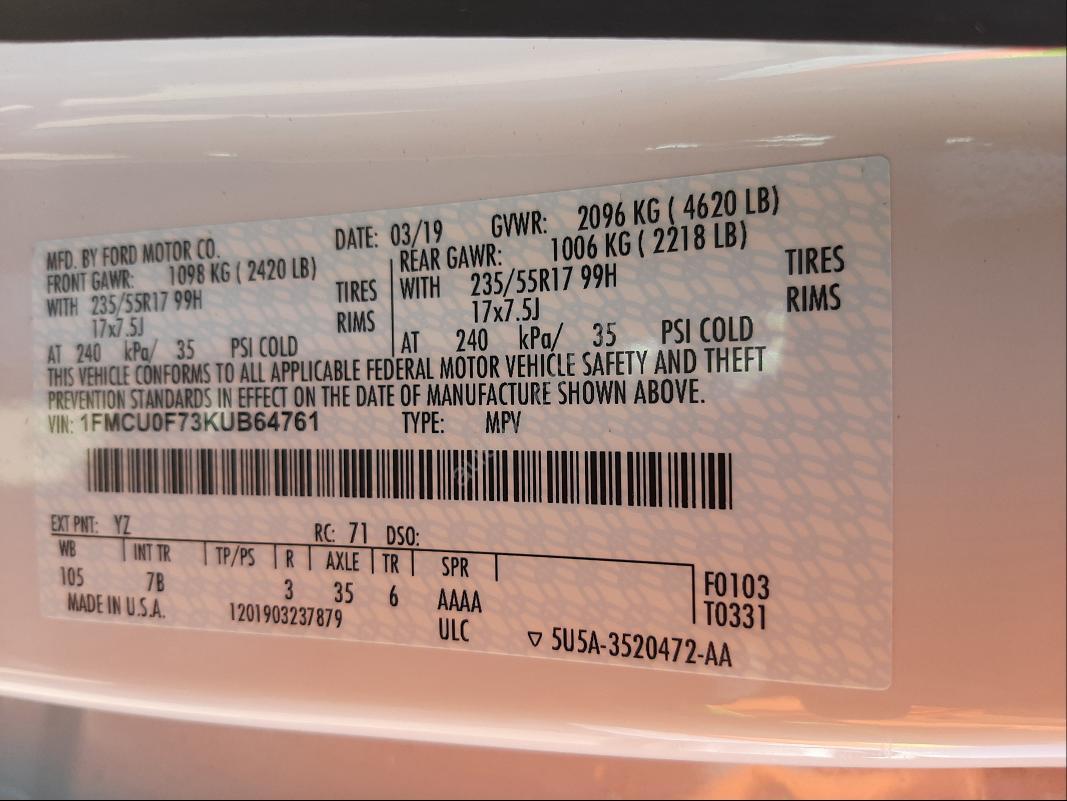 MFD. BY FORD MOTOR CO. DATE: 03/19 GVWR: 2096 KG ( 4620 LB)
FRONT GAWR: 1098 KG ( 2420 LB) REAR GAWR: 1006 KG ( 2218 LB)
WITH 235/55R17 99H TIRES WITH 235/55R17 99H TIRES
17x7.5J RIMS 17x7.5J RIMS
AT 240 kPa/ 35 PSI COLD AT 240 kPa/ 35 PSI COLD
THIS VEHICLE CONFORMS TO ALL APPLICABLE FEDERAL MOTOR VEHICLE SAFETY AND THEFT
PREVENTION STANDARDS IN EFFECT ON THE DATE OF MANUFACTURE SHOWN ABOVE.
VIN: 1FMCU0F73KUB64761 TYPE: MPV
EXT PNT: YZ RC: 71 DSO:
WB INT TR TP/PS R AXLE TR SPR
105 7B 3 35 6 AAAA F0103
MADE IN U.S.A. 1201903237879 ULC T0331
▽ 5U5A-3520472-AA